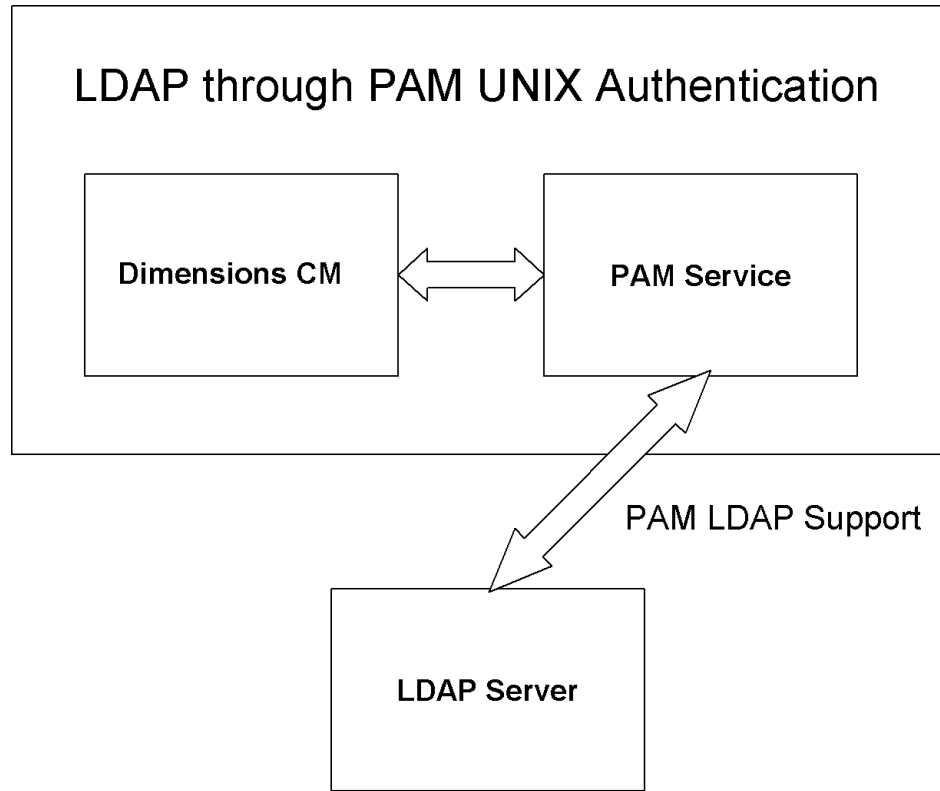 LDAP through PAM UNIX Authentication
Dimensions CM
PAM Service
PAM LDAP Support
LDAP Server